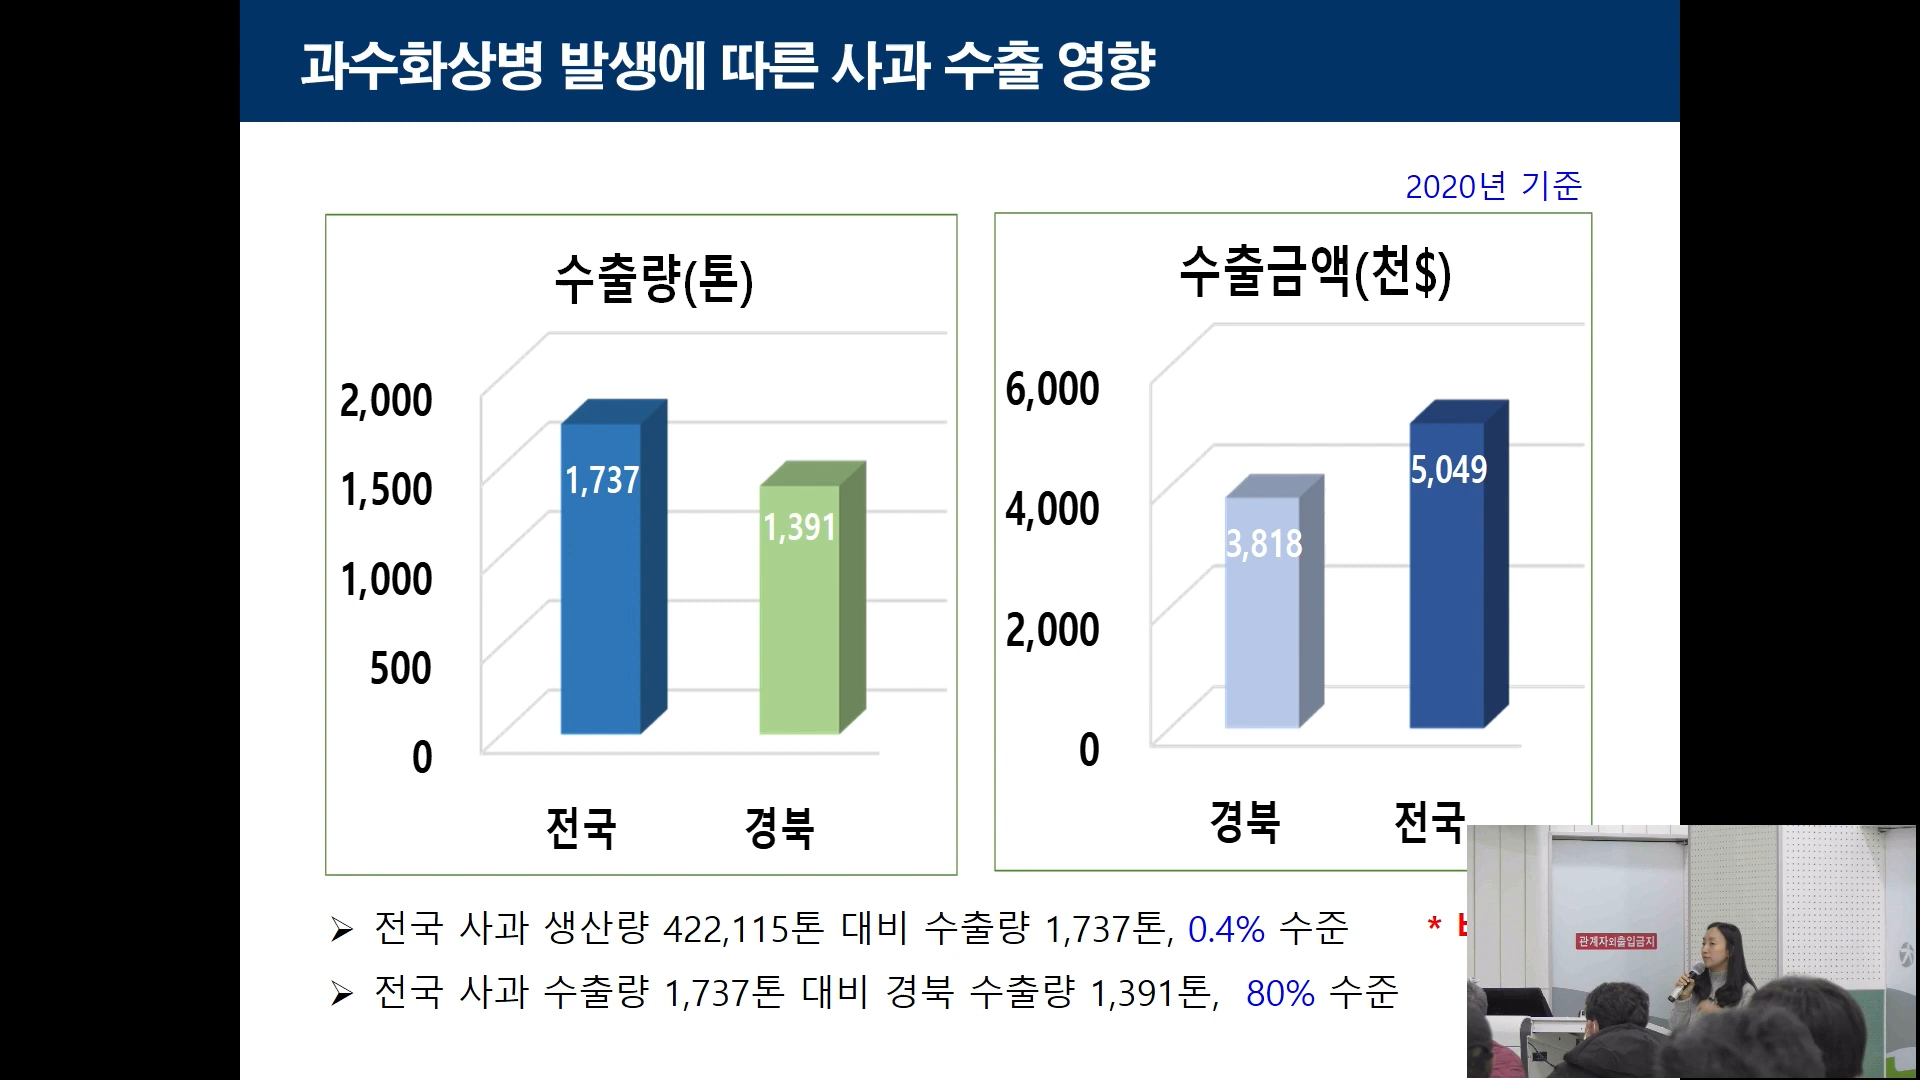 과수화상병 발생에 따른 사과 수출 영향
2020년 기준
수출량(톤)
2,000
1,500
1,000
500
0
1,737
1,391
전국
경북
수출금액(천$)
6,000
4,000
2,000
0
3,818
5,049
경북
전국
➢ 전국 사과 생산량 422,115톤 대비 수출량 1,737톤, 0.4% 수준
*
➢ 전국 사과 수출량 1,737톤 대비 경북 수출량 1,391톤, 80% 수준
관계자외출입금지